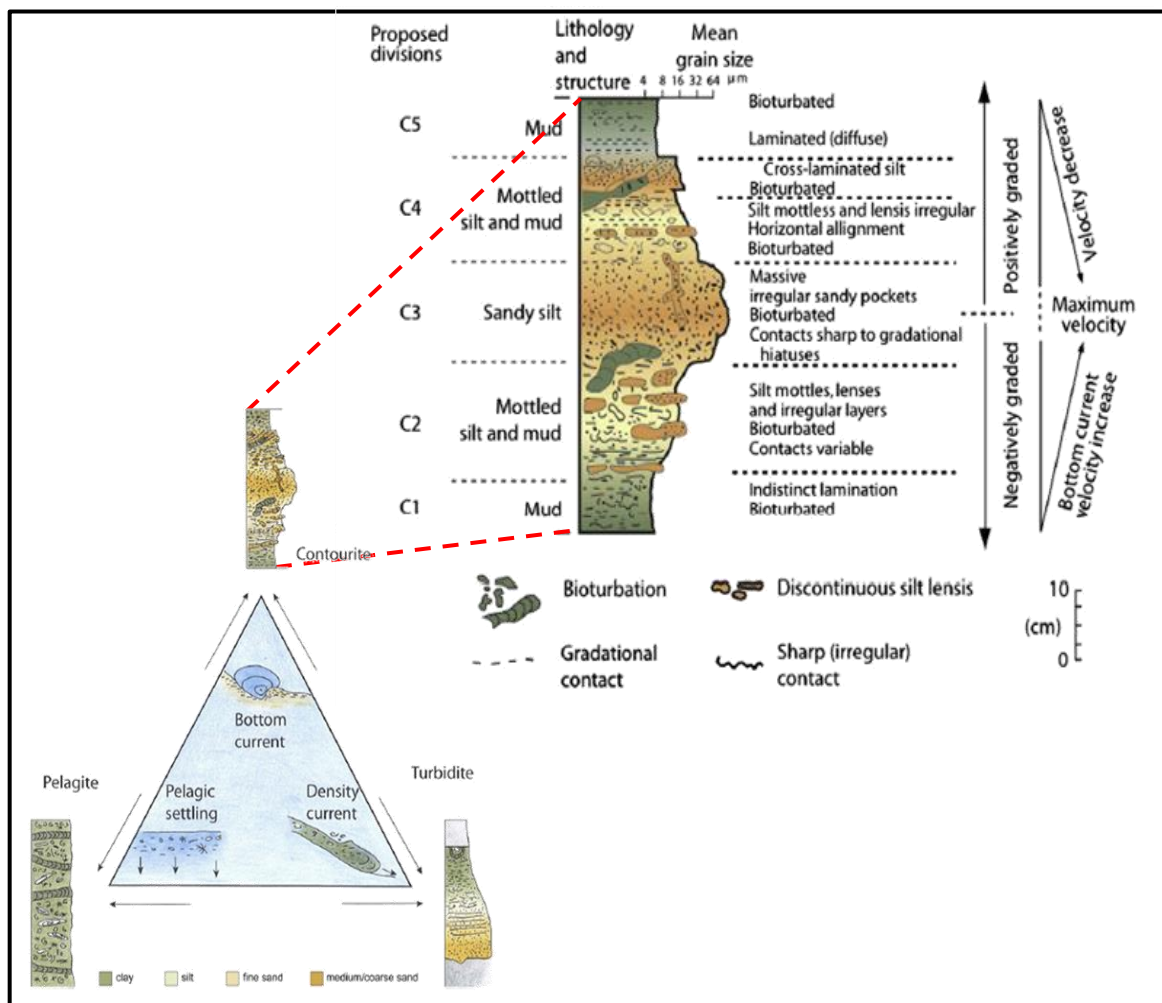 Proposed
divisions
Lithology
and
structure
Mean
grain size
4 8 16 32 64 μm
C5
Mud
Bioturbated
Laminated (diffuse)
Cross-laminated silt
Bioturbated
C4
Mottled
silt and mud
Silt mottless and lensis irregular
Horizontal allignment
Bioturbated
C3
Sandy silt
Massive
irregular sandy pockets
Bioturbated
Contacts sharp to gradational
hiatuses
C2
Mottled
silt and mud
Silt mottles, lenses
and irregular layers
Bioturbated
Contacts variable
C1
Mud
Indistinct lamination
Bioturbated
Positively graded
Negatively graded
Velocity decrease
Maximum
velocity
Bottom current
velocity increase
Contourite
Bioturbation
Discontinuous silt lensis
Gradational
contact
Sharp (irregular)
contact
10
(cm)
0
Bottom
current
Pelagite
Turbidite
Pelagic
settling
Density
current
clay
silt
fine sand
medium/coarse sand